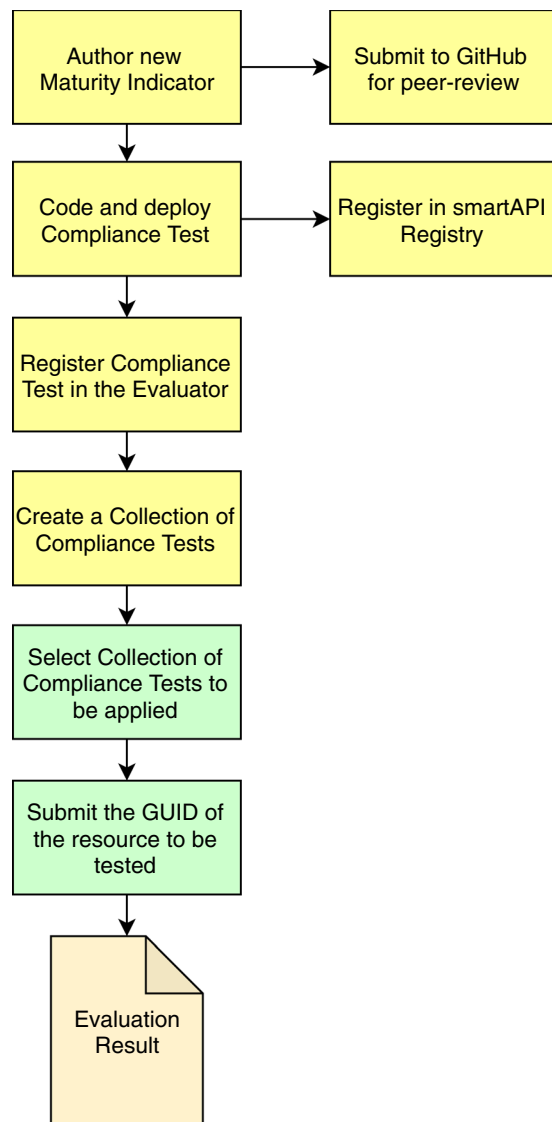 Author new
Maturity Indicator
Submit to GitHub
for peer-review
Code and deploy
Compliance Test
Register in smartAPI
Registry
Register Compliance
Test in the Evaluator
Create a Collection of
Compliance Tests
Select Collection of
Compliance Tests to
be applied
Submit the GUID of
the resource to be
tested
Evaluation
Result